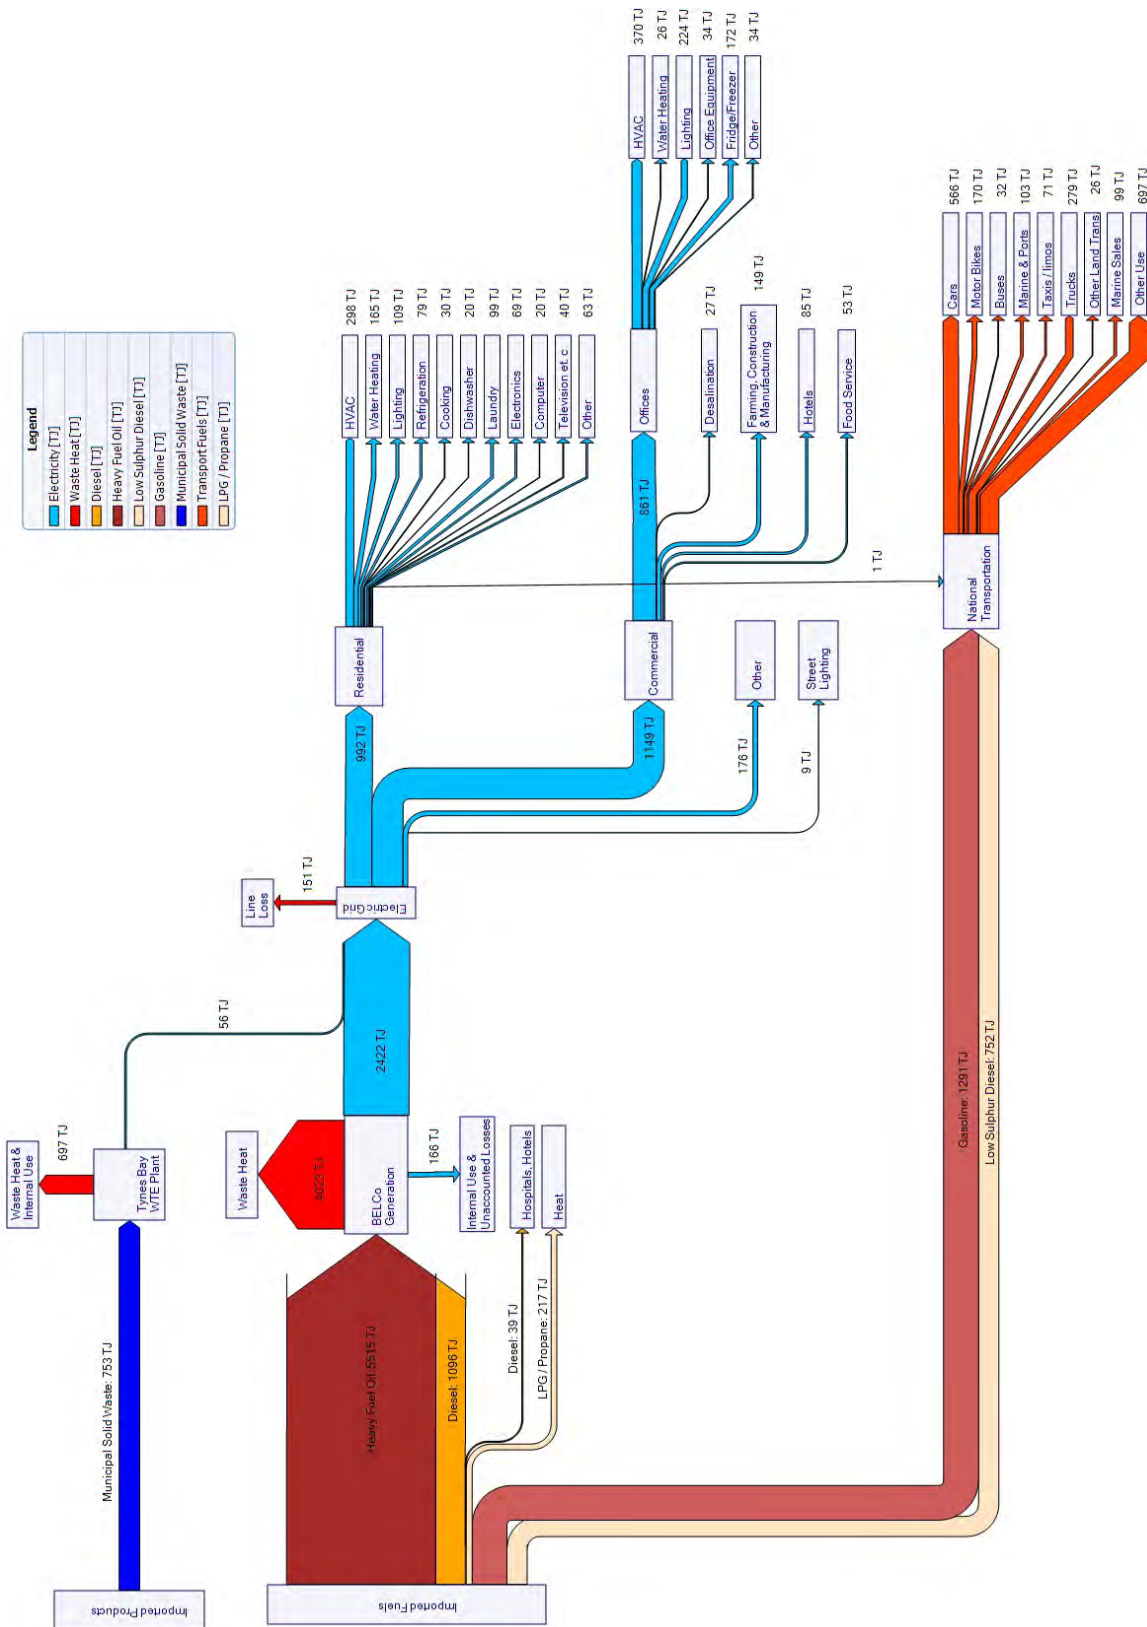 Legend
Electricity [TJ]
Waste Heat [TJ]
Diesel [TJ]
Heavy Fuel Oil [TJ]
Low Sulphur Diesel [TJ]
Gasoline [TJ]
Municipal Solid Waste [TJ]
Transport Fuels [TJ]
LPG / Propane [TJ]
Imported Products
Municipal Solid Waste: 753 TJ
Tynes Bay
WTE Plant
697 TJ
Waste Heat &
Internal Use
56 TJ
Imported Fuels
Heavy Fuel Oil: 5515 TJ
Diesel: 1096 TJ
Diesel: 39 TJ
Hospitals, Hotels
LPG / Propane: 217 TJ
Heat
Gasoline: 1291 TJ
Low Sulphur Diesel: 752 TJ
BELCo
Generation
4023 TJ
Waste Heat
166 TJ
Internal Use &
Unaccounted Losses
2422 TJ
Electric Grid
151 TJ
Line
Loss
992 TJ
Residential
1149 TJ
Commercial
176 TJ
Other
9 TJ
Street
Lighting
HVAC
298 TJ
Water Heating
165 TJ
Lighting
109 TJ
Refrigeration
79 TJ
Cooking
30 TJ
Dishwasher
20 TJ
Laundry
99 TJ
Electronics
69 TJ
Computer
20 TJ
Television et. c
40 TJ
Other
63 TJ
1 TJ
861 TJ
Offices
HVAC
370 TJ
Water Heating
26 TJ
Lighting
224 TJ
Office Equipment
34 TJ
Fridge/Freezer
172 TJ
Other
34 TJ
Desalination
27 TJ
Farming, Construction
& Manufacturing
149 TJ
Hotels
85 TJ
Food Service
53 TJ
National
Transportation
Cars
566 TJ
Motor Bikes
170 TJ
Buses
32 TJ
Marine & Ports
103 TJ
Taxis / limos
71 TJ
Trucks
279 TJ
Other Land Trans.
26 TJ
Marine Sales
99 TJ
Other Use
697 TJ